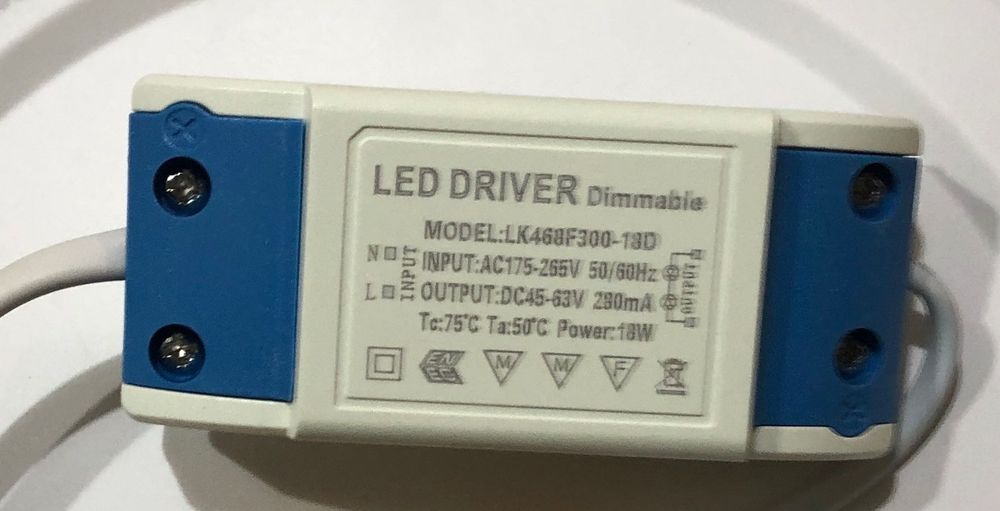 LED DRIVER Dimmable
MODEL:LK468F300-18D
N INPUT:AC175-265V 50/60Hz
L OUTPUT:DC45-63V 280mA
INPUT
Tc:75℃ Ta:50℃ Power:18W
M M F